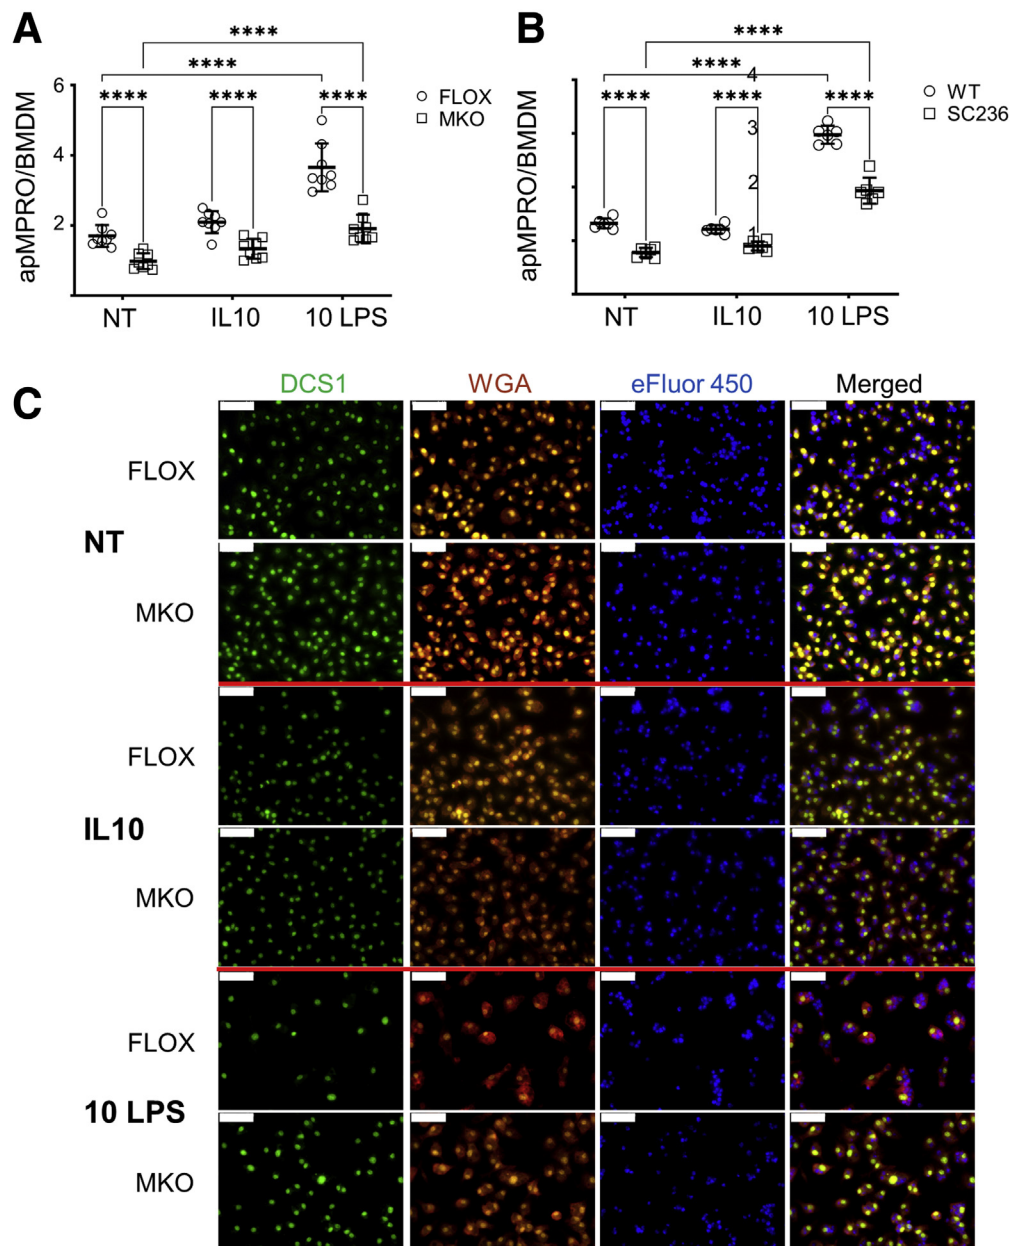 A
****
****
**** **** ****
6
4
2
apMPRO/BMDM
FLOX
MKO
NT IL10 10 LPS
B
****
****
**** **** ****
4
3
2
1
apMPRO/BMDM
WT
SC236
NT IL10 10 LPS
C
DCS1 WGA eFluor 450 Merged
FLOX
NT
MKO
FLOX
IL10
MKO
FLOX
10 LPS
MKO